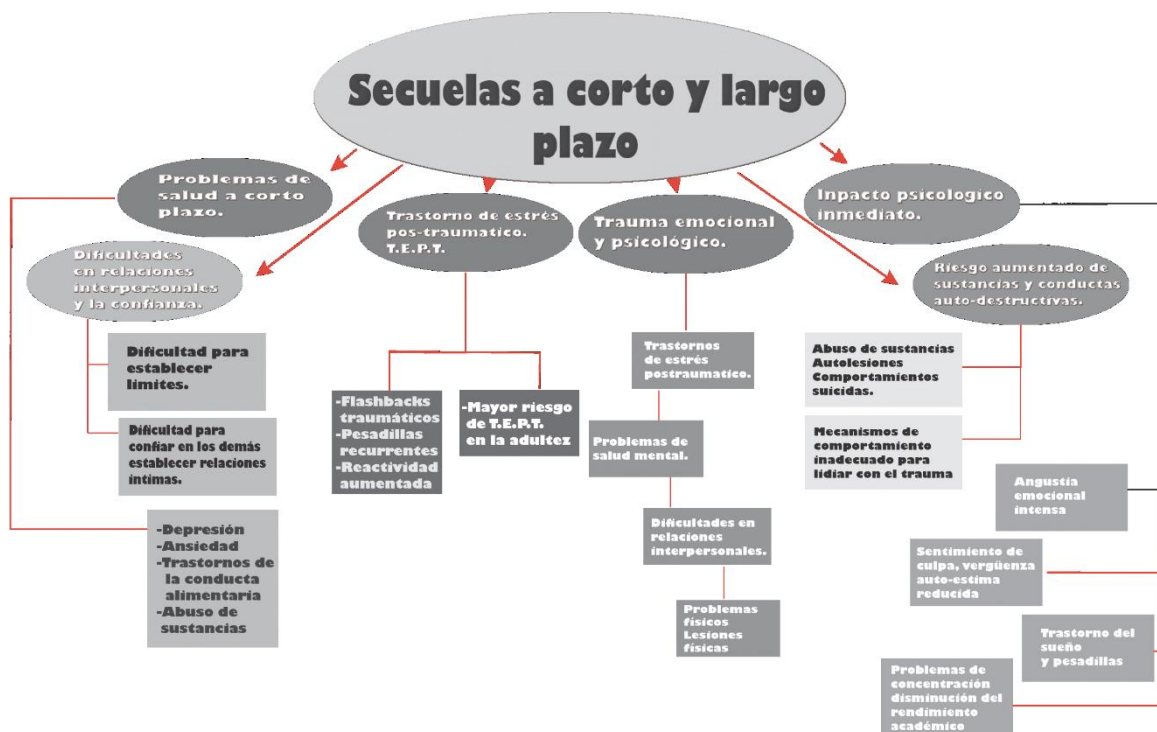 Secuelas a corto y largo
plazo
Problemas de
salud a corto
plazo.
Trastorno de estrés
pos-traumatico.
T.E.P.T.
Trauma emocional
y psicológico.
Inpacto psicologico
inmediato.
Dificultades
en relaciones
interpersonales
y la confianza.
Riesgo aumentado de
sustancias y conductas
auto-destructivas.
Dificultad para
establecer
limites.
Dificultad para
confiar en los demás
establecer relaciones
intimas.
-Depresión
-Ansiedad
-Trastornos de
la conducta
alimentaria
-Abuso de
sustancias
-Flashbacks
traumáticos
-Pesadillas
recurrentes
-Reactividad
aumentada
-Mayor riesgo
de T.E.P.T.
en la adultez
Trastornos
de estrés
postraumatico.
Problemas de
salud mental.
Dificultades en
relaciones
interpersonales.
Problemas
físicos
Lesiones
físicas
Abuso de sustancias
Autolesiones
Comportamientos
suicidas.
Mecanismos de
comportamiento
inadecuado para
lidiar con el trauma
Angustia
emocional
intensa
Sentimiento de
culpa, vergüenza
auto-estima
reducida
Trastorno del
sueño
y pesadillas
Problemas de
concentración
disminución del
rendimiento
académico